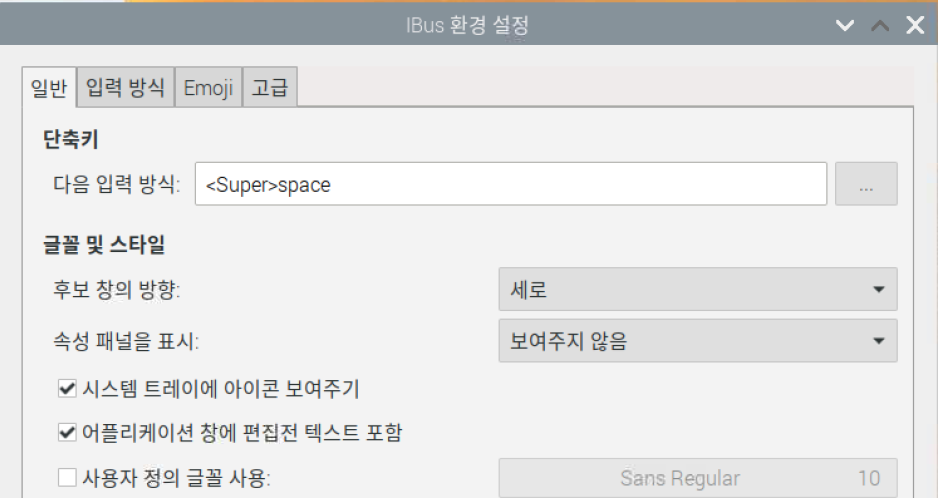 IBus 환경 설정
일반 입력 방식 Emoji 고급
단축키
다음 입력 방식: <Super>space ...
글꼴 및 스타일
후보 창의 방향: 세로
속성 패널을 표시: 보여주지 않음
시스템 트레이에 아이콘 보여주기
어플리케이션 창에 편집전 텍스트 포함
사용자 정의 글꼴 사용: Sans Regular 10